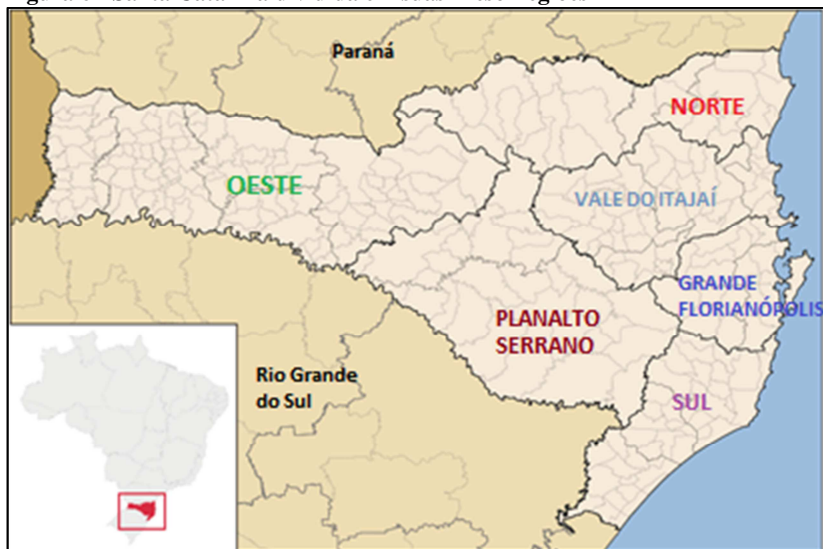 Paraná
NORTE
OESTE
VALE DO ITAJAÍ
GRANDE
FLORIANÓPOLIS
PLANALTO
SERRANO
Rio Grande
do Sul
SUL